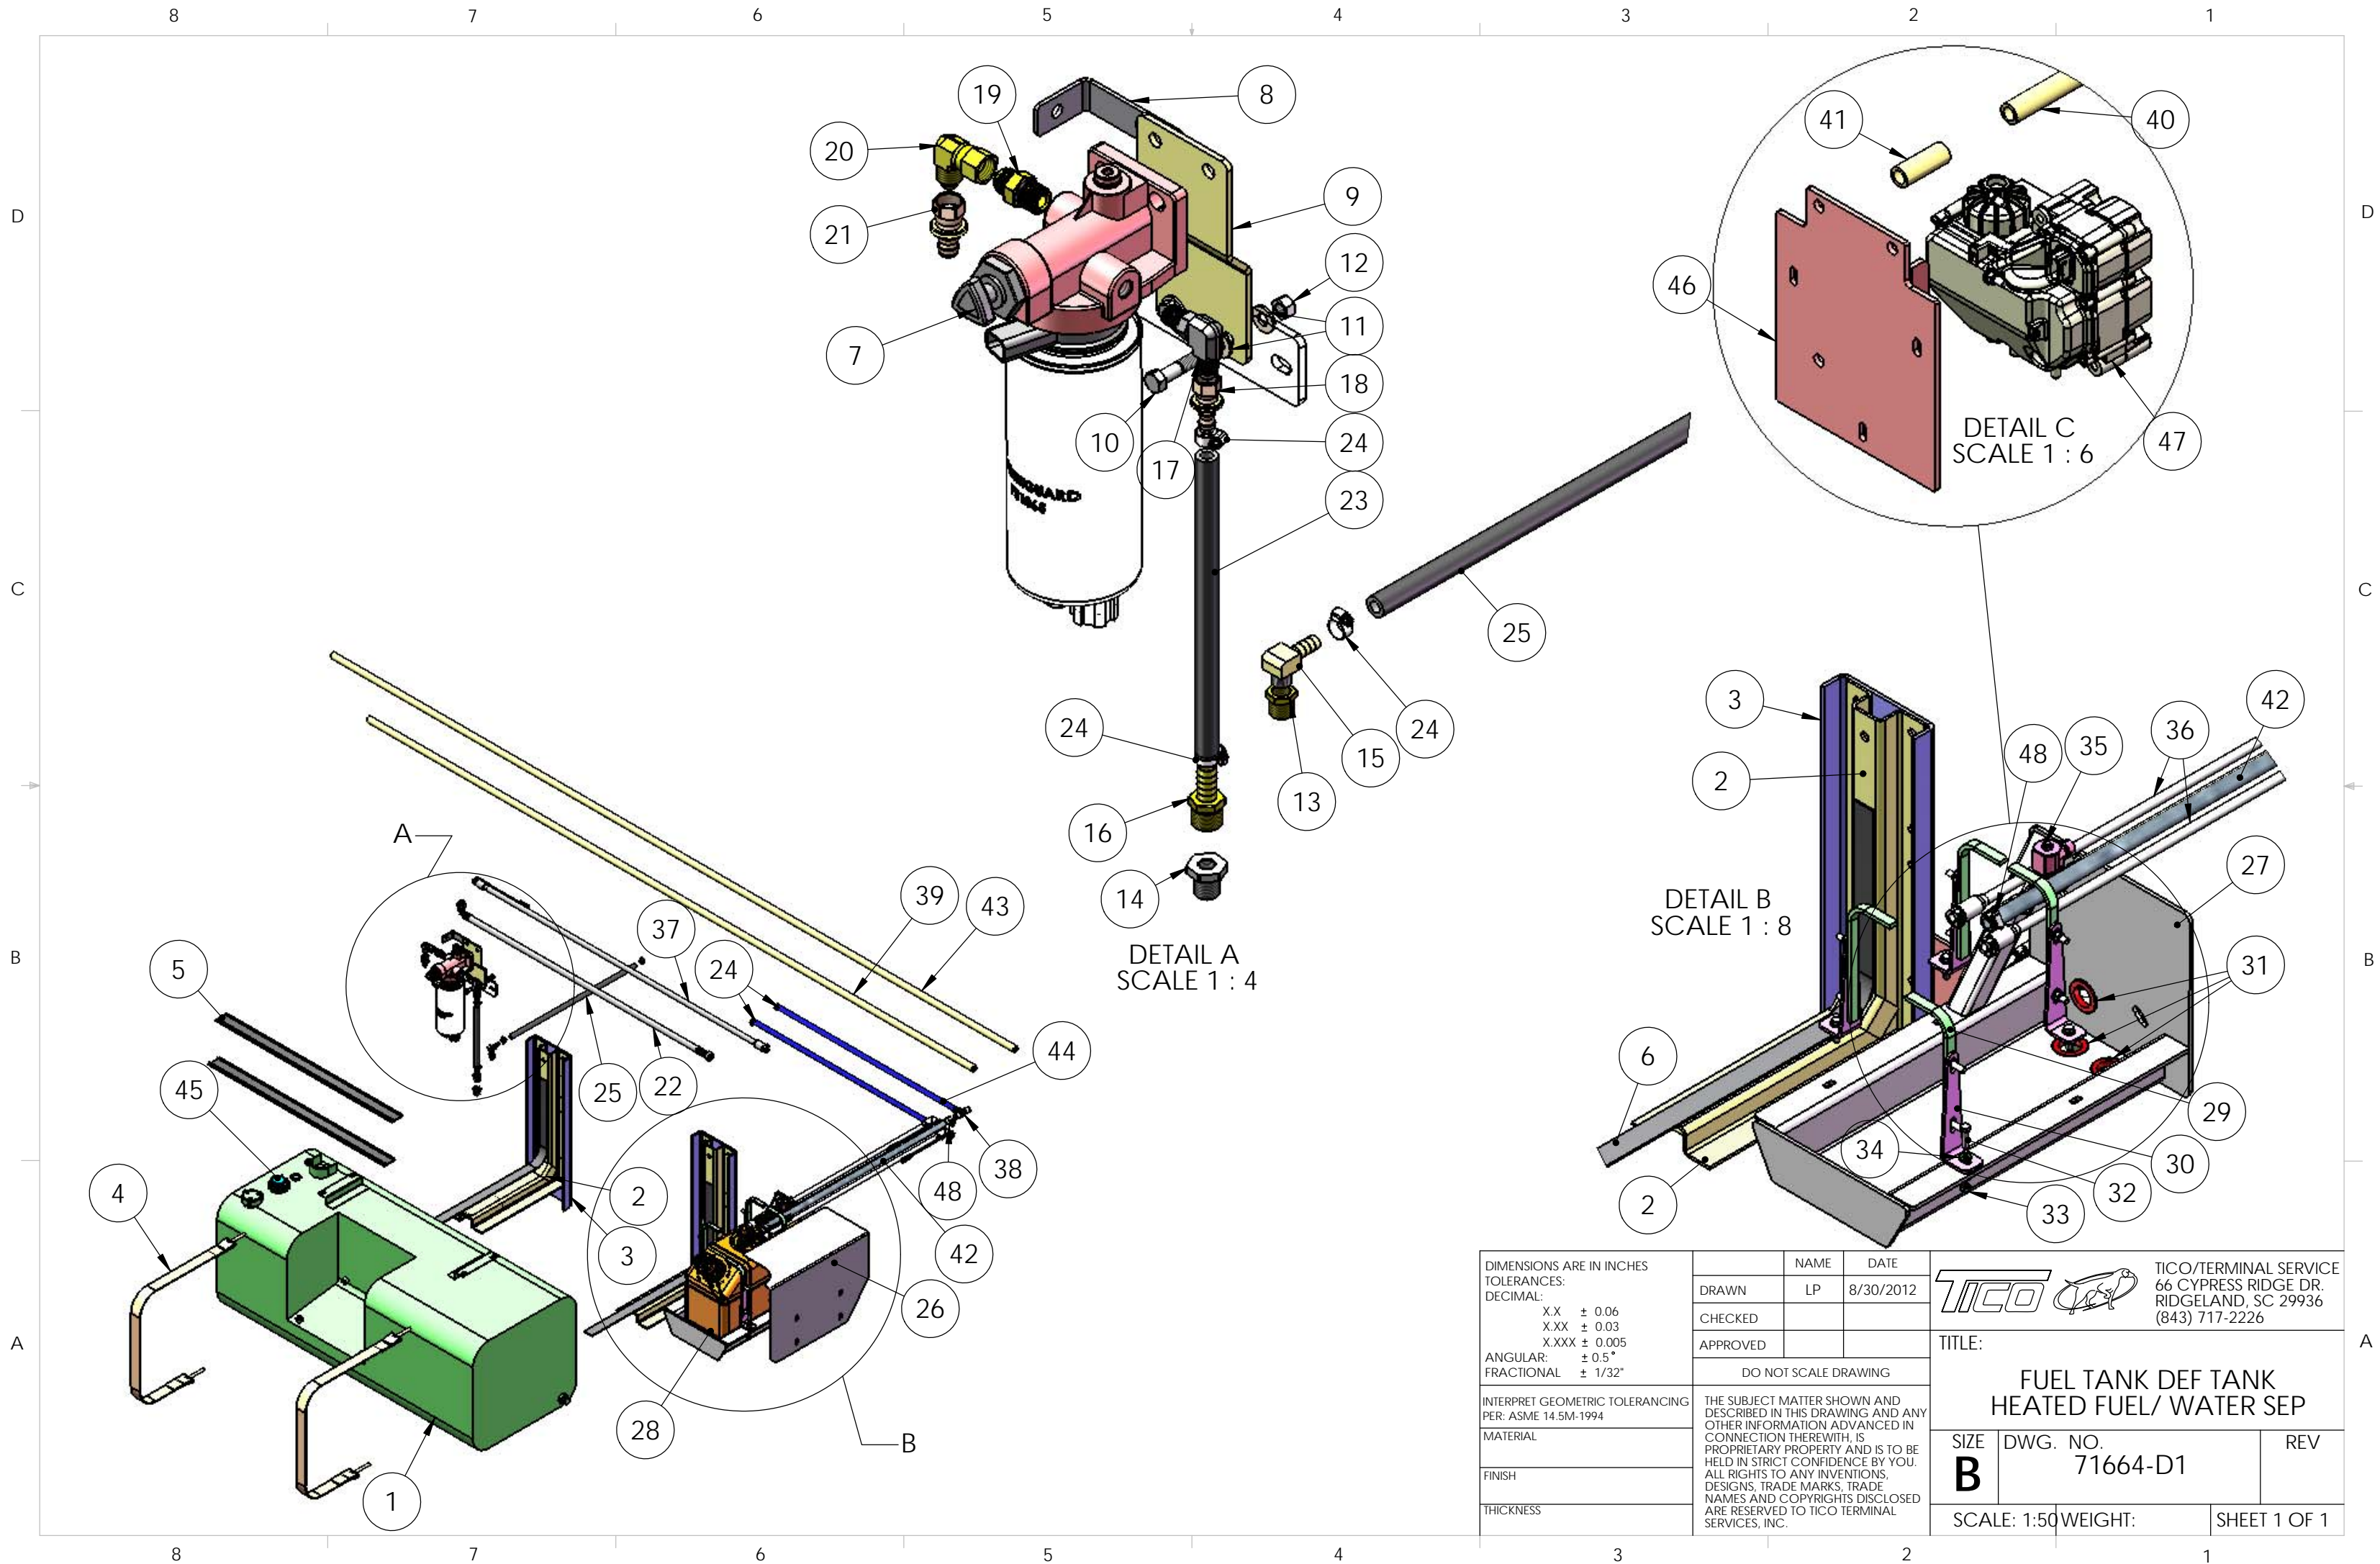 8 7 6 5 4 3 2 1
D D
C C
B B
A A
19
8
20
21
9
12
11
7
18
10
17
24
23
25
24
15
13
24
16
14
DETAIL A
SCALE 1 : 4
41
40
46
47
DETAIL C
SCALE 1 : 6
3
2
42
36
48
35
27
DETAIL B
SCALE 1 : 8
31
6
29
34
30
32
2
33
A
39
43
37
24
5
25
22
44
45
38
48
4
2
3
42
26
28
B
1
DIMENSIONS ARE IN INCHES
TOLERANCES:
DECIMAL:
X.X ± 0.06
X.XX ± 0.03
X.XXX ± 0.005
ANGULAR: ± 0.5°
FRACTIONAL ± 1/32"
INTERPRET GEOMETRIC TOLERANCING
PER: ASME 14.5M-1994
MATERIAL
FINISH
THICKNESS
NAME DATE
DRAWN LP 8/30/2012
CHECKED
APPROVED
DO NOT SCALE DRAWING
THE SUBJECT MATTER SHOWN AND
DESCRIBED IN THIS DRAWING AND ANY
OTHER INFORMATION ADVANCED IN
CONNECTION THEREWITH, IS
PROPRIETARY PROPERTY AND IS TO BE
HELD IN STRICT CONFIDENCE BY YOU.
ALL RIGHTS TO ANY INVENTIONS,
DESIGNS, TRADE MARKS, TRADE
NAMES AND COPYRIGHTS DISCLOSED
ARE RESERVED TO TICO TERMINAL
SERVICES, INC.
TICO
TICO/TERMINAL SERVICE
66 CYPRESS RIDGE DR.
RIDGELAND, SC 29936
(843) 717-2226
TITLE:
FUEL TANK DEF TANK
HEATED FUEL/ WATER SEP
SIZE DWG. NO. REV
B 71664-D1
SCALE: 1:50 WEIGHT: SHEET 1 OF 1
8 7 6 5 4 3 2 1